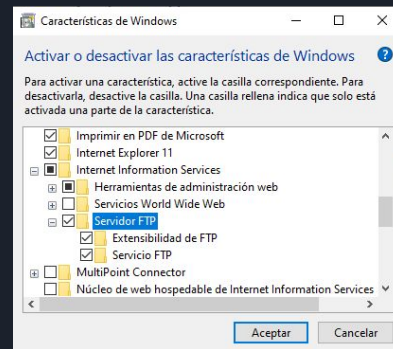 Características de Windows
Activar o desactivar las características de Windows
Para activar una característica, active la casilla correspondiente. Para
desactivarla, desactive la casilla. Una casilla rellena indica que solo está
activada una parte de la característica.
Imprimir en PDF de Microsoft
Internet Explorer 11
Internet Information Services
Herramientas de administración web
Servicios World Wide Web
Servidor FTP
Extensibilidad de FTP
Servicio FTP
MultiPoint Connector
Núcleo de web hospedable de Internet Information Services
Aceptar Cancelar